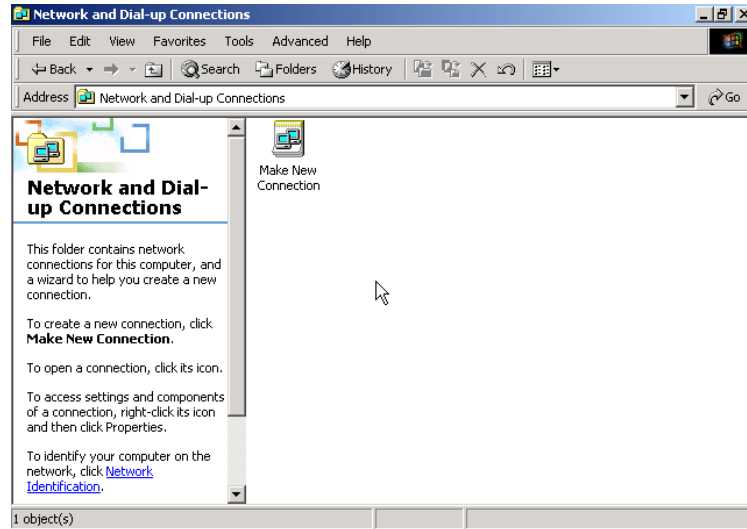 Network and Dial-up Connections
File Edit View Favorites Tools Advanced Help
Back Search Folders History
Address Network and Dial-up Connections Go
Network and Dial-
up Connections
This folder contains network
connections for this computer, and
a wizard to help you create a new
connection.
To create a new connection, click
Make New Connection.
To open a connection, click its icon.
To access settings and components
of a connection, right-click its icon
and then click Properties.
To identify your computer on the
network, click Network
Identification.
Make New
Connection
1 object(s)